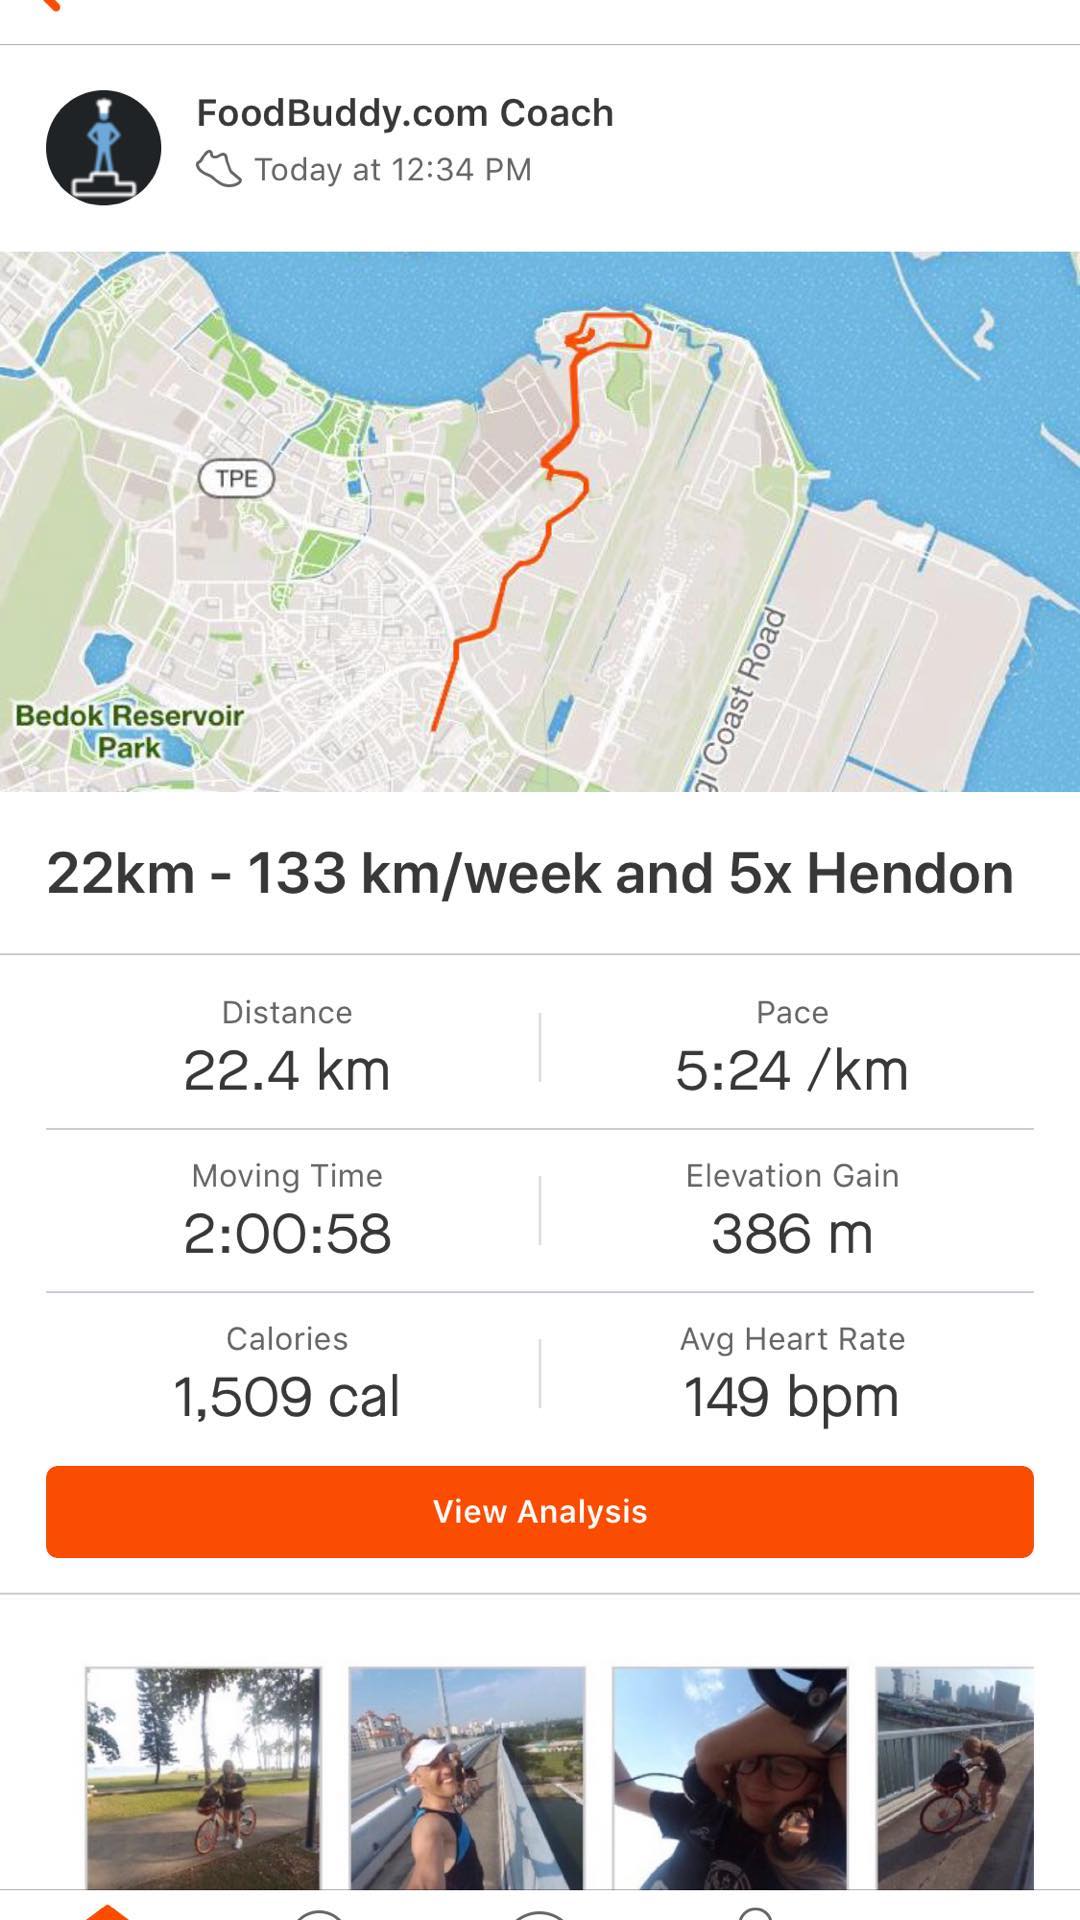 FoodBuddy.com Coach
Today at 12:34 PM
TPE
Bedok Reservoir
Park
gi Coast Road
22km - 133 km/week and 5x Hendon
Distance
22.4 km
Pace
5:24 /km
Moving Time
2:00:58
Elevation Gain
386 m
Calories
1,509 cal
Avg Heart Rate
149 bpm
View Analysis